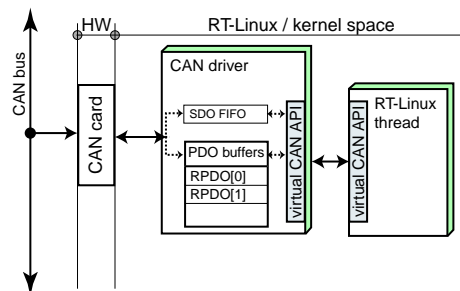 HW
RT-Linux / kernel space
CAN bus
CAN card
CAN driver
SDO FIFO
PDO buffers
RPDO[0]
RPDO[1]
virtual CAN API
virtual CAN API
RT-Linux
thread